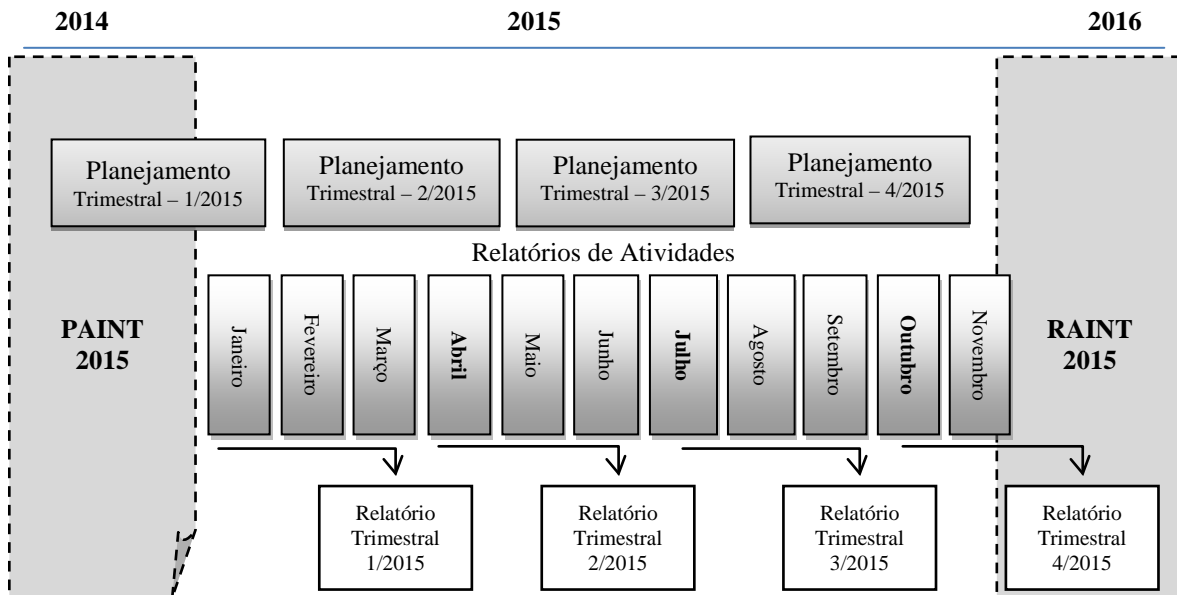 2014
2015
2016
Planejamento
Trimestral – 1/2015
Planejamento
Trimestral – 2/2015
Planejamento
Trimestral – 3/2015
Planejamento
Trimestral – 4/2015
Relatórios de Atividades
PAINT
2015
Janeiro
Fevereiro
Março
Abril
Maio
Junho
Julho
Agosto
Setembro
Outubro
Novembro
RAINT
2015
Relatório
Trimestral
1/2015
Relatório
Trimestral
2/2015
Relatório
Trimestral
3/2015
Relatório
Trimestral
4/2015